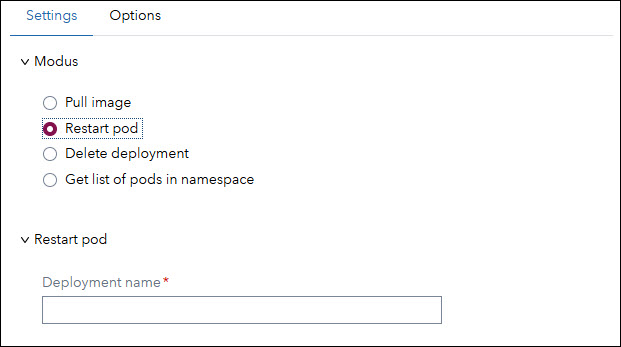 Settings Options
Modus
Pull image
Restart pod
Delete deployment
Get list of pods in namespace
Restart pod
Deployment name*